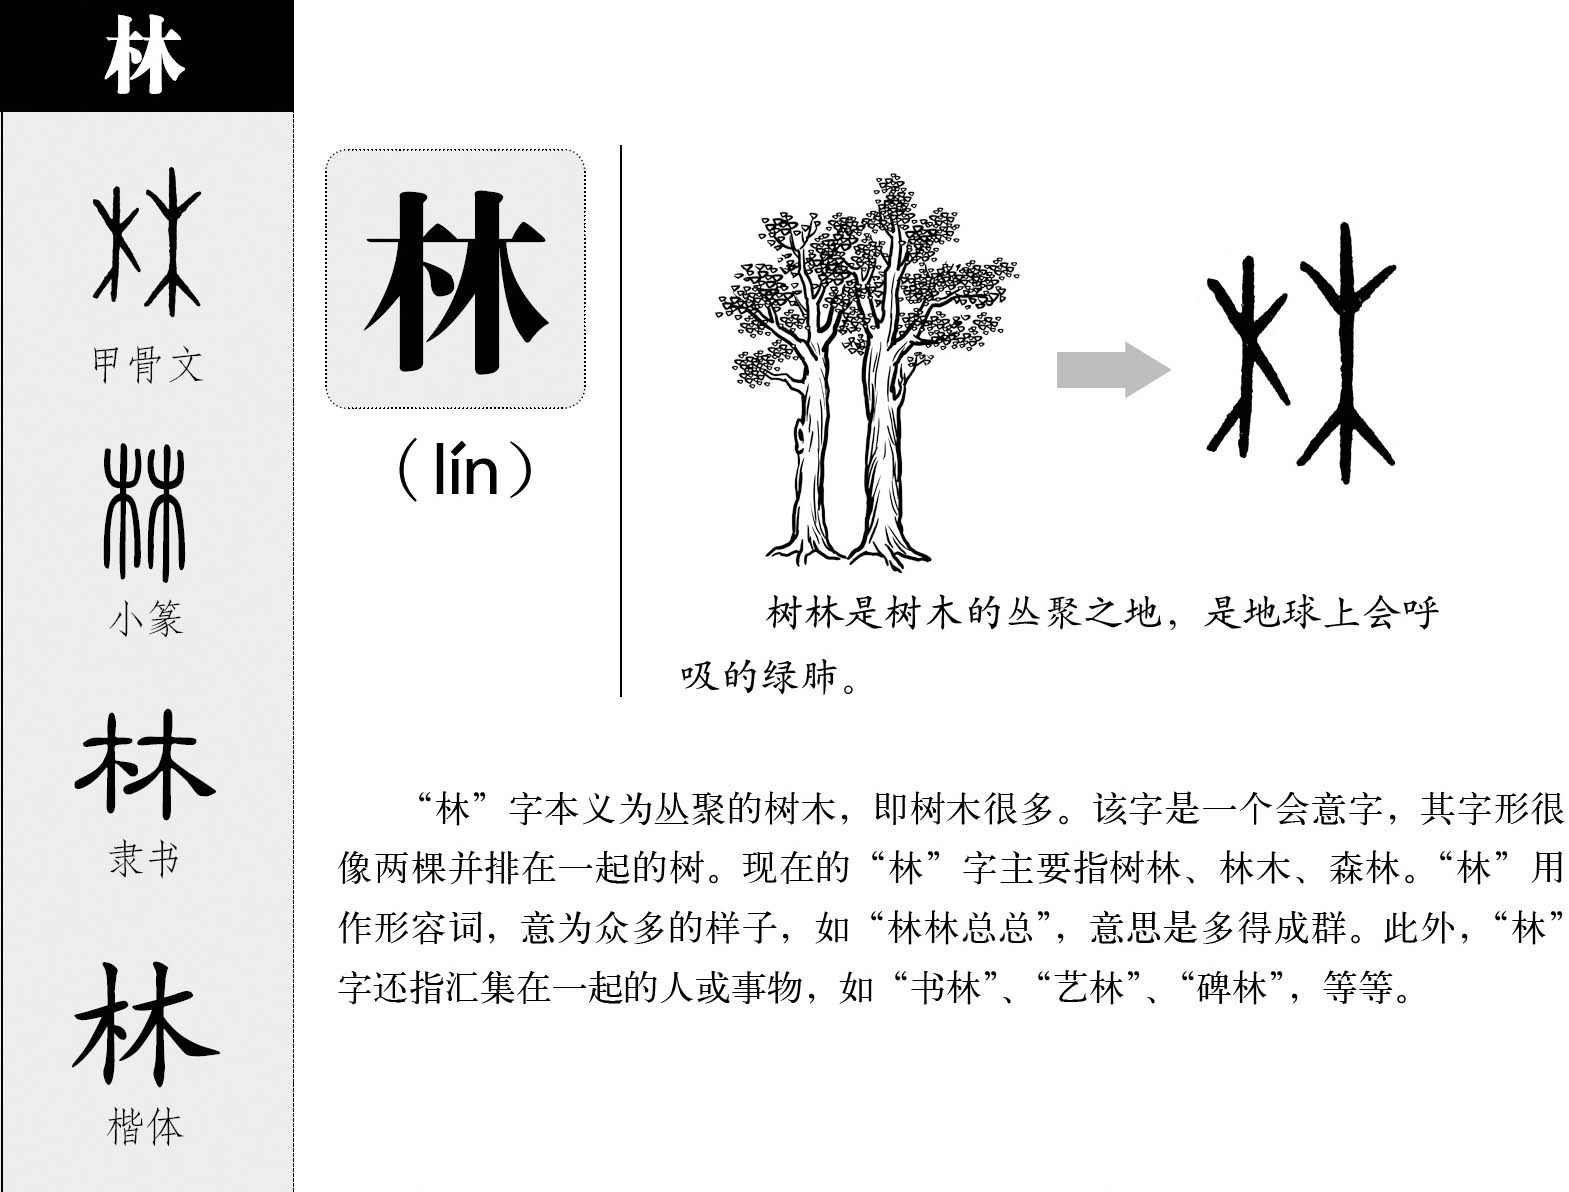 林
甲骨文
小篆
隶书
楷体
林
（lín）
树林是树木的丛聚之地，是地球上会呼
吸的绿肺。
“林”字本义为丛聚的树木，即树木很多。该字是一个会意字，其字形很
像两棵并排在一起的树。现在的“林”字主要指树林、林木、森林。“林”用
作形容词，意为众多的样子，如“林林总总”，意思是多得成群。此外，“林”
字还指汇集在一起的人或事物，如“书林”、“艺林”、“碑林”，等等。